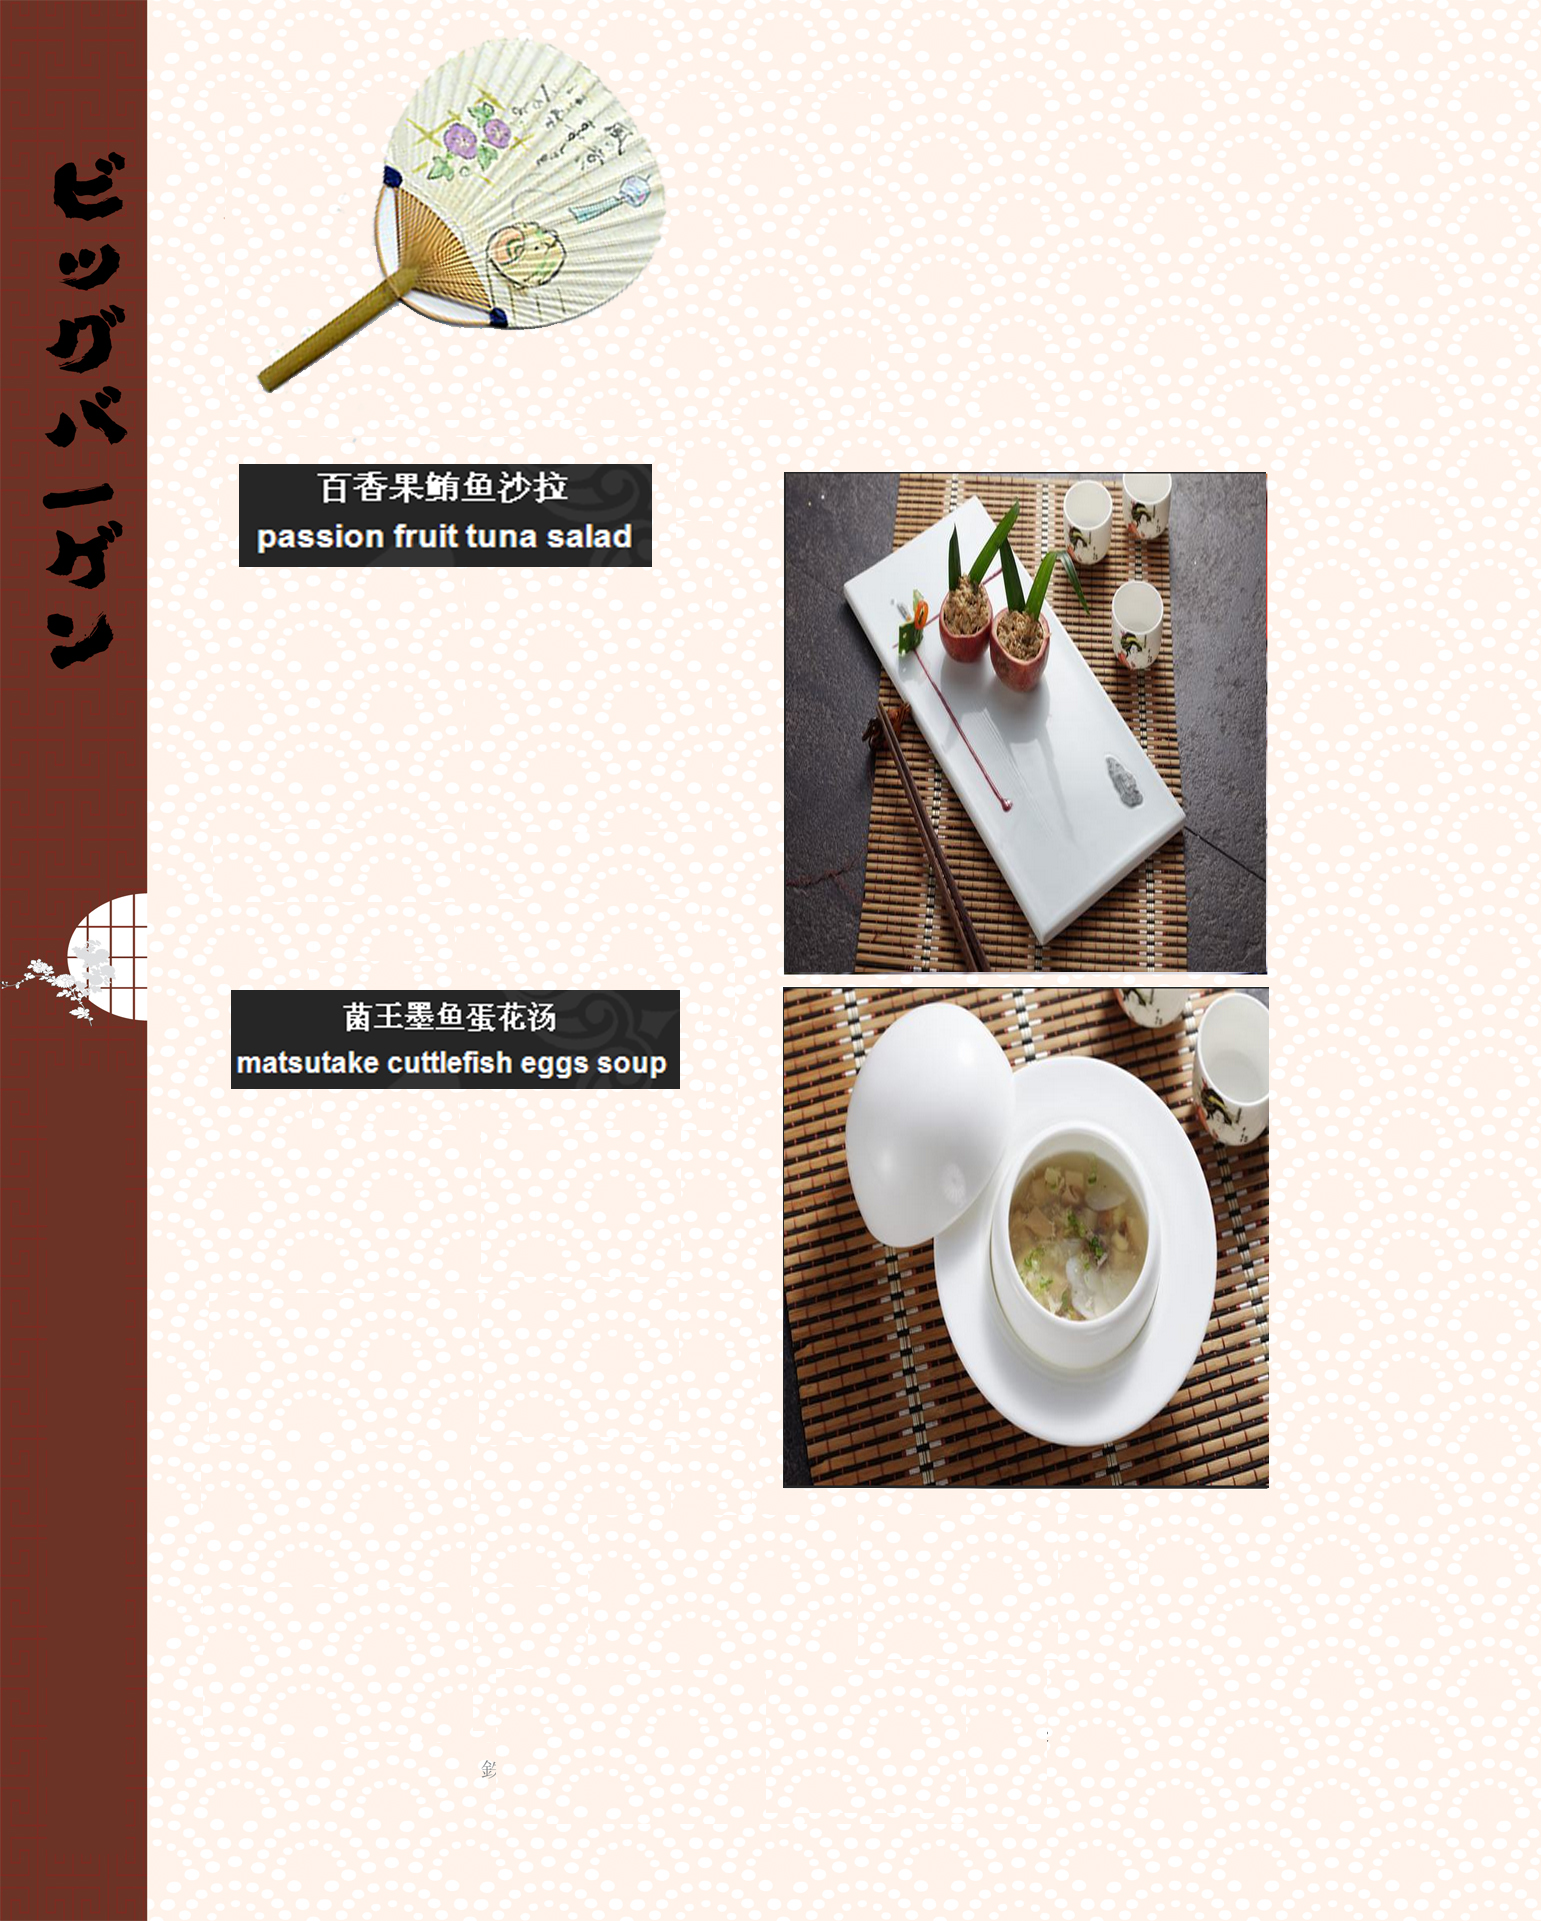 ビッグバーゲン
百香果鲔鱼沙拉
passion fruit tuna salad
菌王墨鱼蛋花汤
matsutake cuttlefish eggs soup